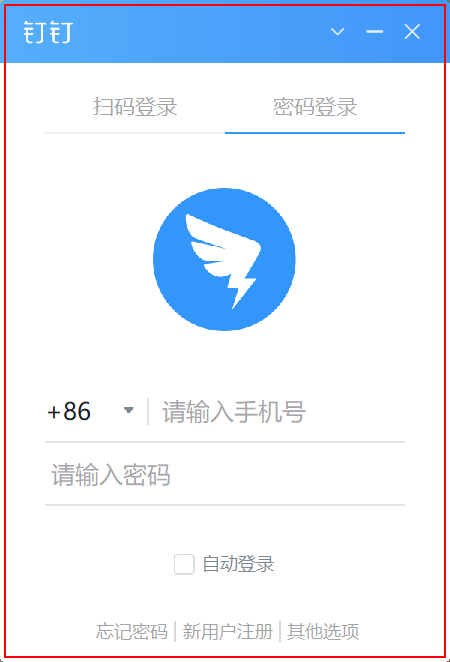 钉钉
扫码登录 密码登录
+86 请输入手机号
请输入密码
自动登录
忘记密码 新用户注册 其他选项